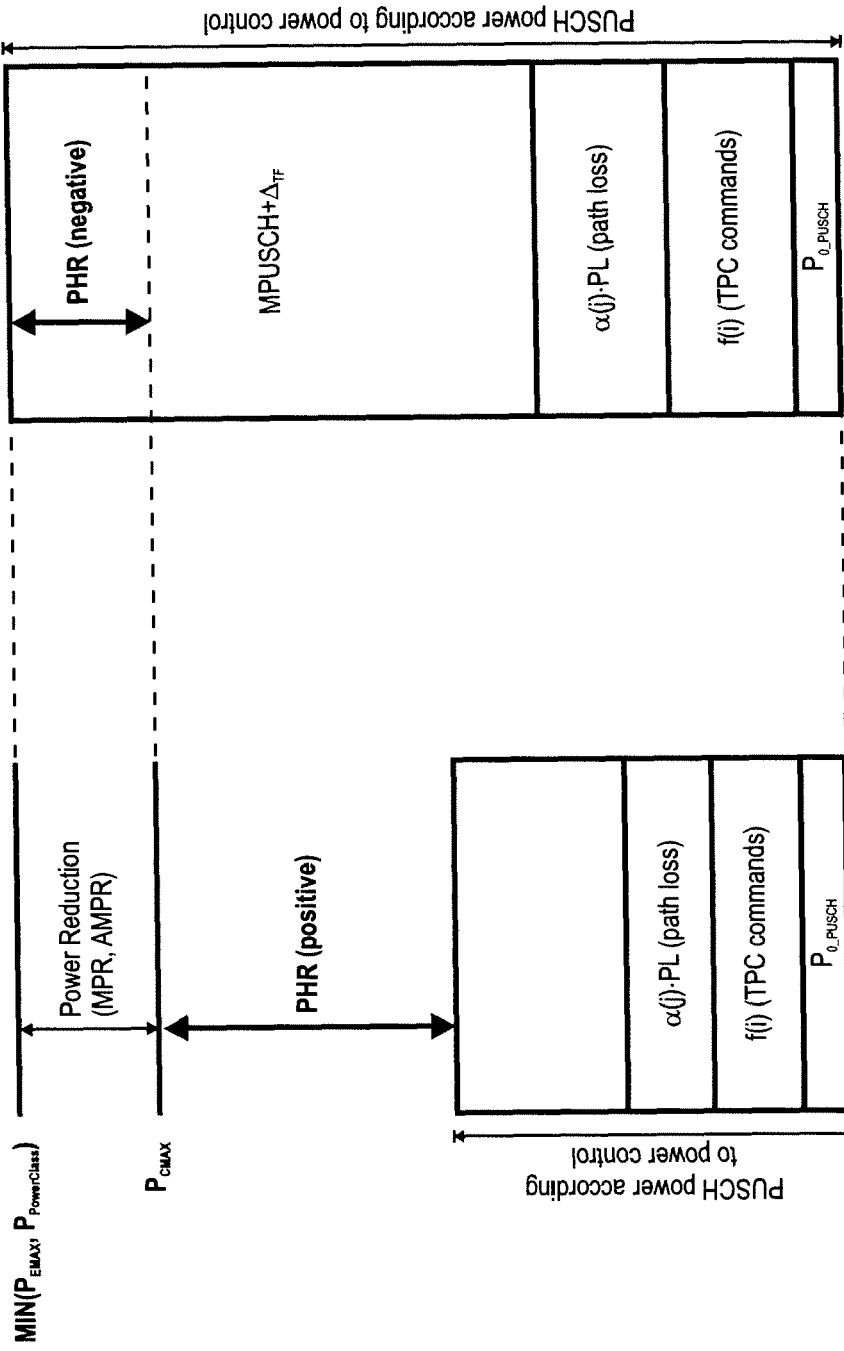 MIN(P_EMAX, P_PowerClass)
Power Reduction
(MPR, AMPR)
P_CMAX
PHR (positive)
α(j)·PL (path loss)
f(i) (TPC commands)
P_0_PUSCH
PUSCH power according
to power control
PHR (negative)
MPUSCH+Δ_TF
α(j)·PL (path loss)
f(i) (TPC commands)
P_0_PUSCH
PUSCH power according to power control